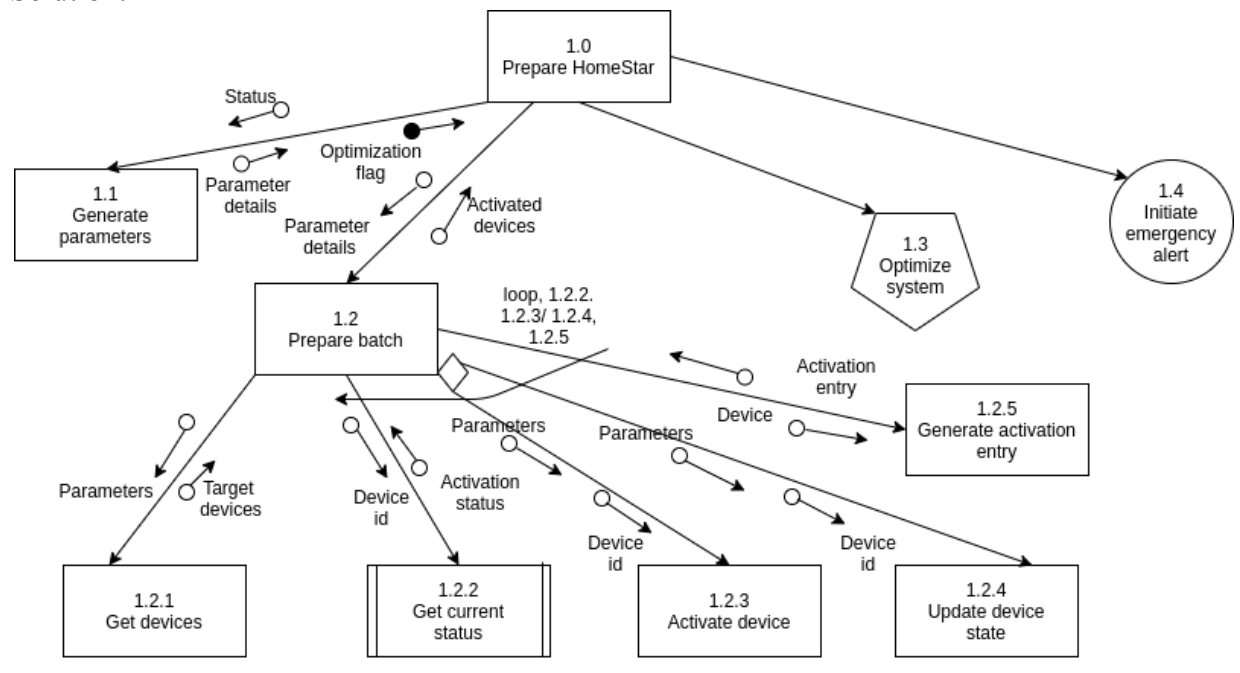 1.0
Prepare HomeStar
Status
Optimization
flag
Parameter
details
1.1
Generate
parameters
Parameter
details
Activated
devices
1.3
Optimize
system
1.4
Initiate
emergency
alert
1.2
Prepare batch
loop, 1.2.2.
1.2.3/ 1.2.4,
1.2.5
Activation
entry
Device
1.2.5
Generate activation
entry
Parameters
Target
devices
Device
id
Activation
status
Parameters
Device
id
Parameters
Device
id
1.2.1
Get devices
1.2.2
Get current
status
1.2.3
Activate device
1.2.4
Update device
state